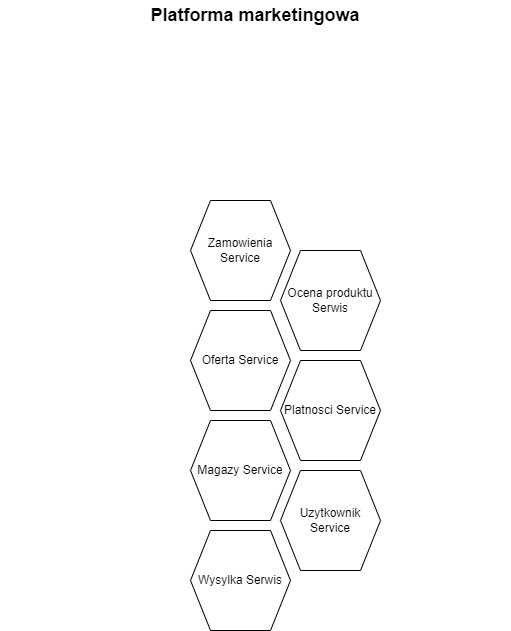 Platforma marketingowa
Zamowienia
Service
Ocena produktu
Serwis
Oferta Service
Platnosci Service
Magazy Service
Uzytkownik
Service
Wysylka Serwis